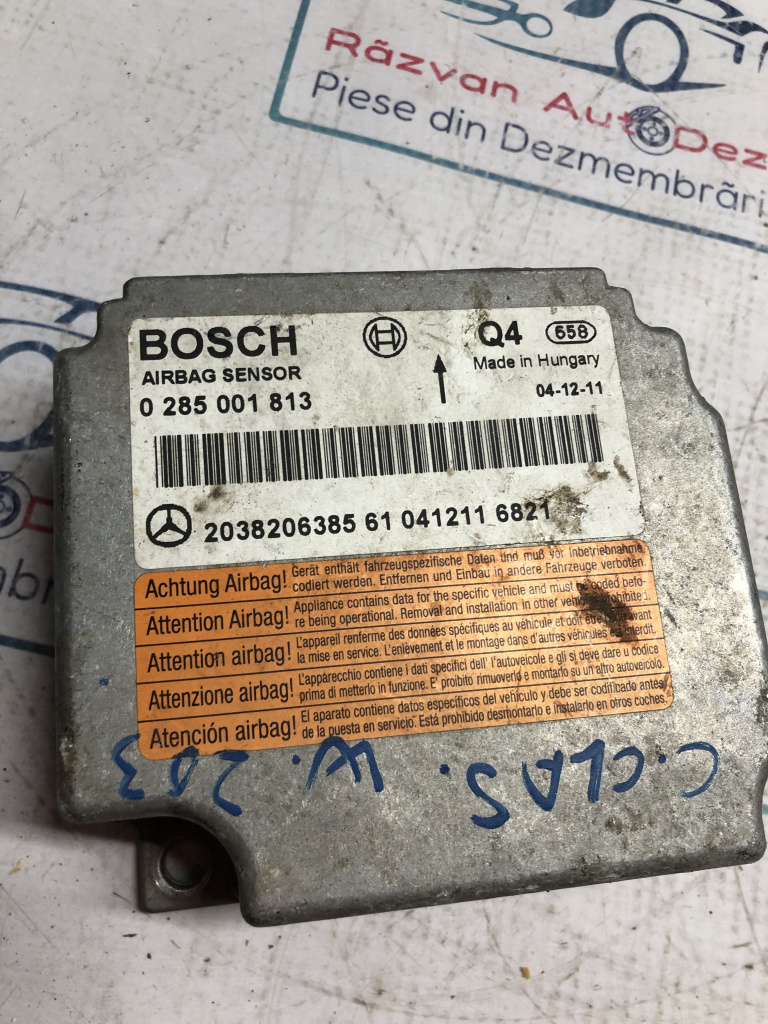 Răzvan AutoDez
Piese din Dezmembrări
BOSCH
Q4 658
Made in Hungary
AIRBAG SENSOR
0 285 001 813
04-12-11
2038206385 61 041211 6821
Achtung Airbag! Gerät enthält fahrzeugspezifische Daten und muß vor Inbetriebnahme
codiert werden. Entfernen und Einbau in andere Fahrzeuge verboten.
Attention Airbag! Appliance contains data for the specific vehicle and must be coded befo-
re being operational. Removal and installation in other vehicles prohibited.
Attention airbag! L'appareil renferme des données spécifiques au véhicule et doit être avant
la mise en service. L'enlèvement et le montage dans d'autres véhicules est interdit.
Attenzione airbag! L'apparecchio contiene i dati specifici dell' l'autoveicole e gli si deve dare u codice
prima di metterlo in funzione. E' proibito rimuoverlo e montarlo su un altro autoveicolo.
Atención airbag! El aparato contiene datos específicos del vehículo y debe ser codificado antes
de la puesta en servicio. Está prohibido desmontarlo e instalarlo en otros coches.
C.CLAS. W. 203